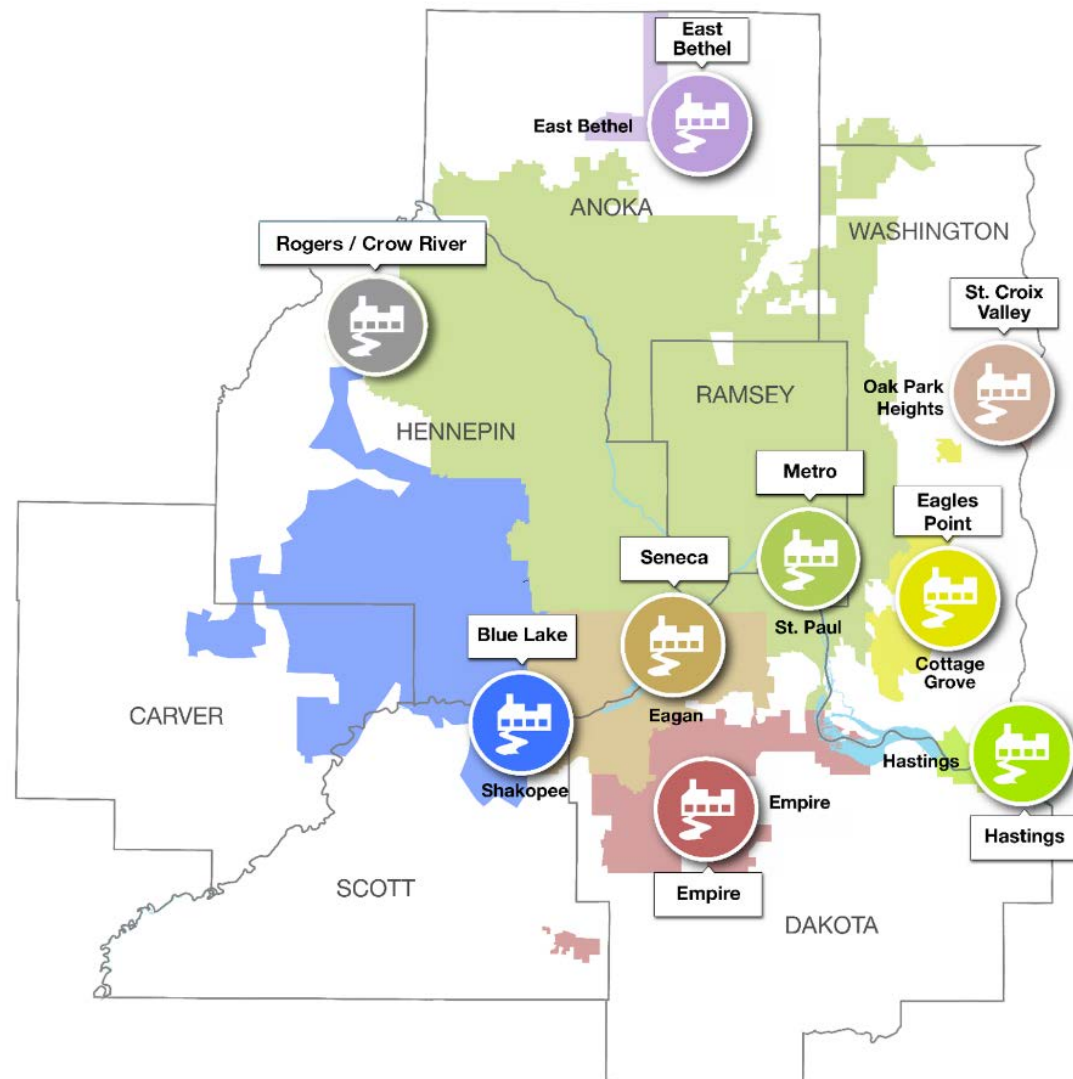 East
Bethel
East Bethel
ANOKA
WASHINGTON
Rogers / Crow River
St. Croix
Valley
Oak Park
Heights
RAMSEY
HENNEPIN
Metro
Eagles
Point
Seneca
St. Paul
Blue Lake
Cottage
Grove
CARVER
Eagan
Hastings
Shakopee
Empire
Hastings
SCOTT
Empire
DAKOTA